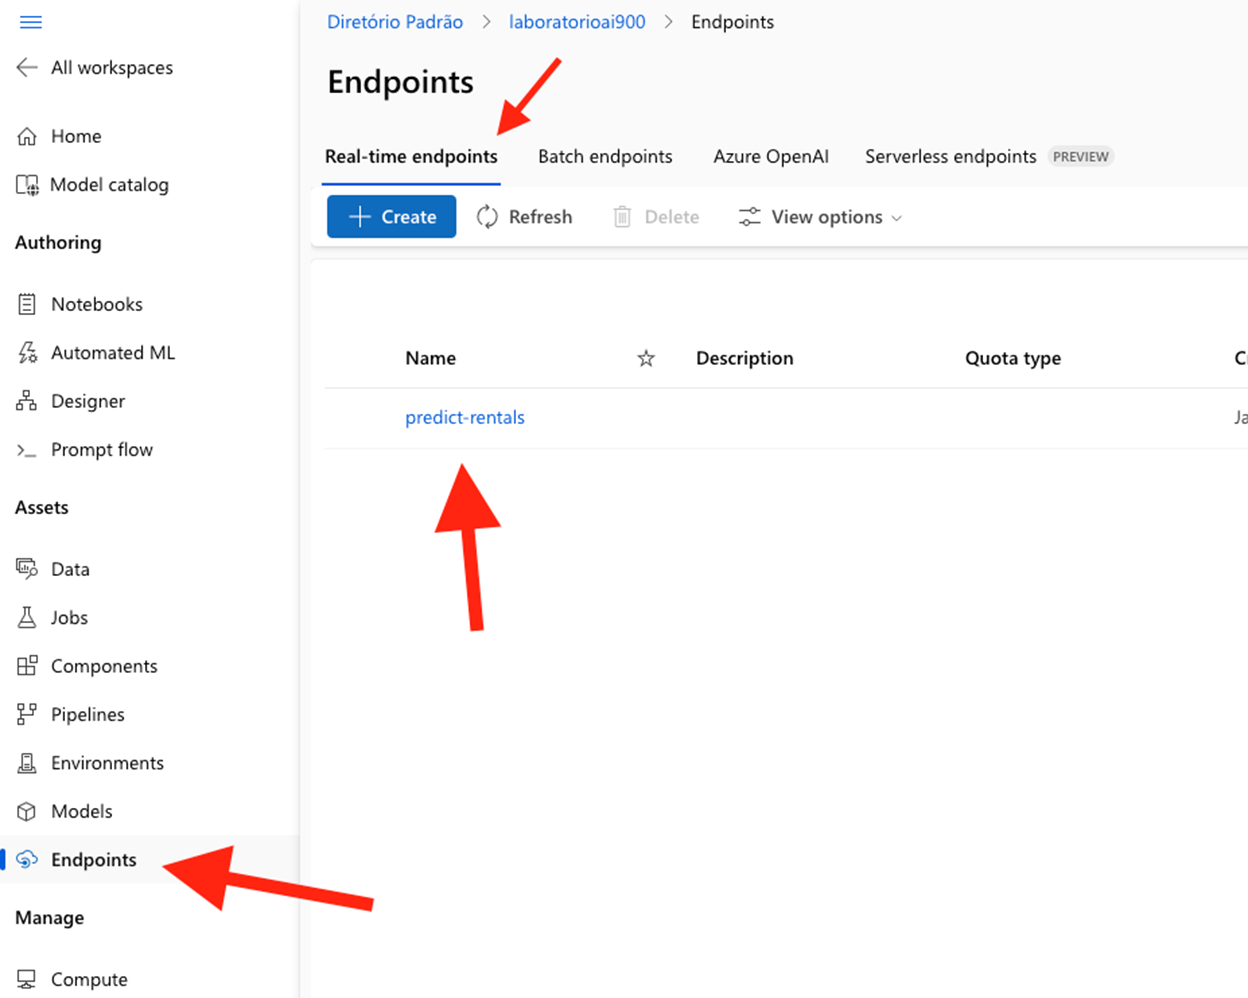 Diretório Padrão > laboratorioai900 > Endpoints
All workspaces
Endpoints
Home
Real-time endpoints Batch endpoints Azure OpenAI Serverless endpoints PREVIEW
Model catalog
Create Refresh Delete View options
Authoring
Notebooks
Automated ML
Name Description Quota type
Designer
predict-rentals
Prompt flow
Assets
Data
Jobs
Components
Pipelines
Environments
Models
Endpoints
Manage
Compute